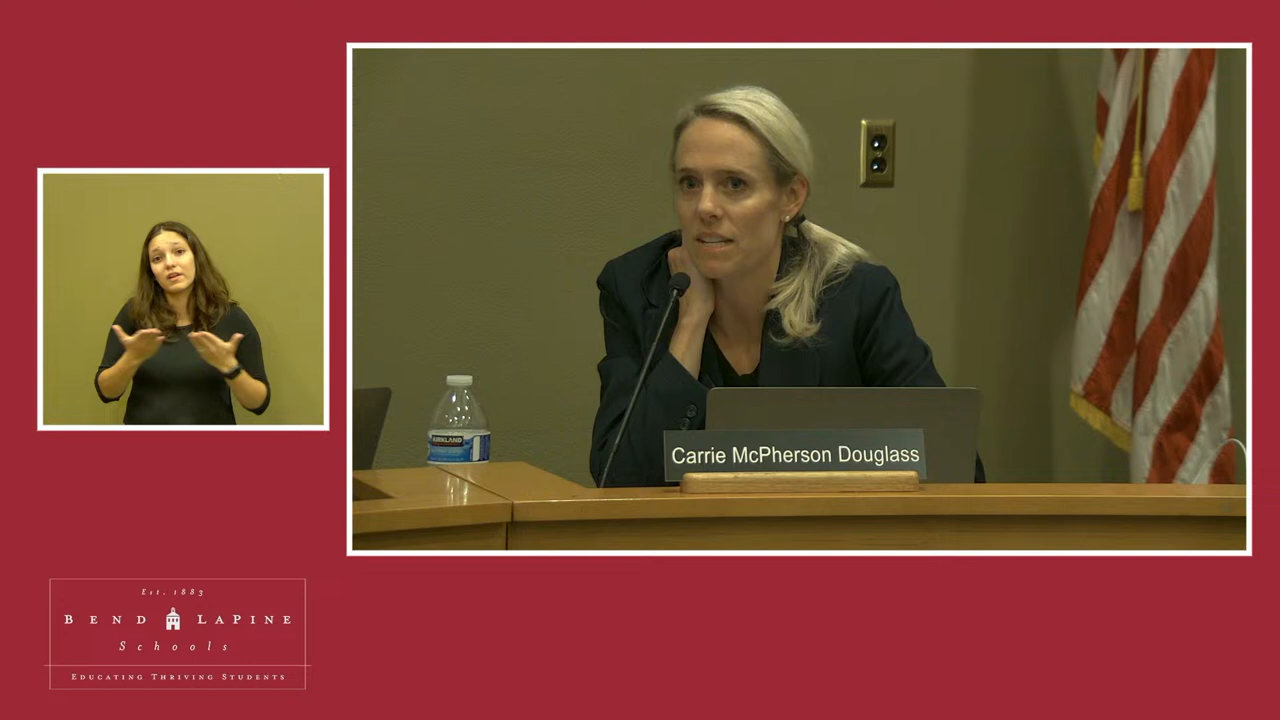 KIRKLAND
Carrie McPherson Douglass
Est. 1883
BEND LAPINE
Schools
EDUCATING THRIVING STUDENTS